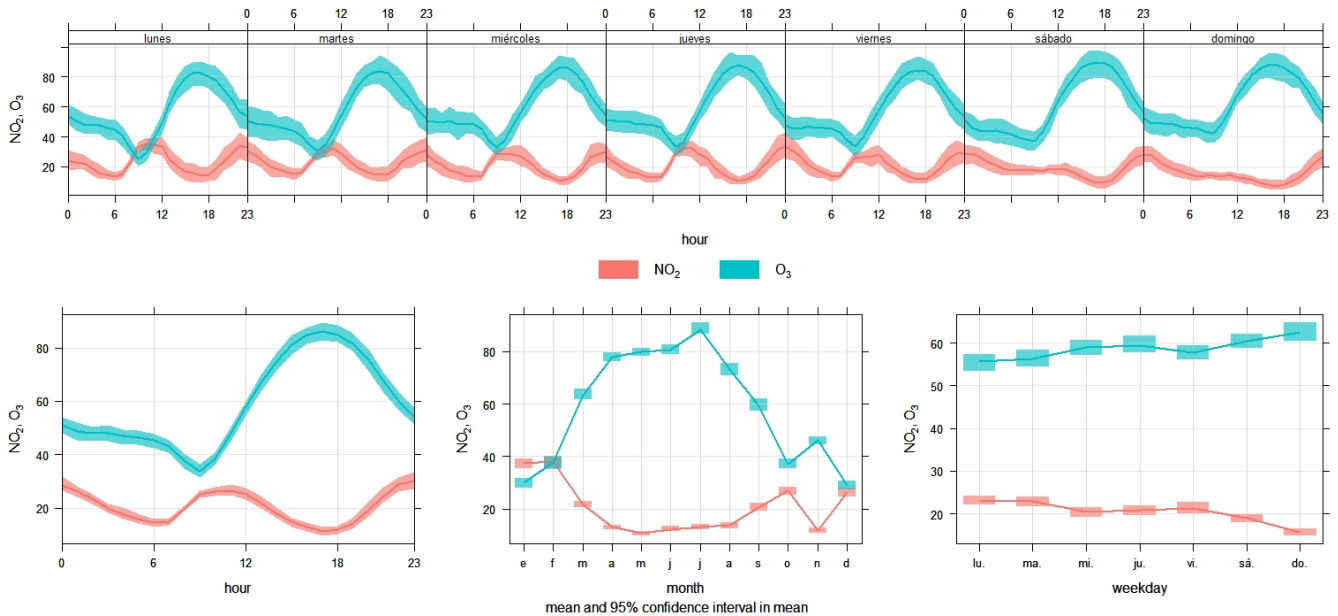 0 12 23 0 12 23 0 12 23
6 18 6 18 6 18
lunes martes miércoles jueves viernes sábado domingo
NO2, O3
80
60
40
20
0 6 12 18 0 6 12 18 0 6 12 18 0 6 12 18 23
23 23 23
hour
NO2 O3
NO2, O3
80
60
40
20
0 6 12 18 23
hour
NO2, O3
80
60
40
20
e f m a m j j a s o n d
month
mean and 95% confidence interval in mean
NO2, O3
60
50
40
30
20
lu. ma. mi. ju. vi. sá. do.
weekday